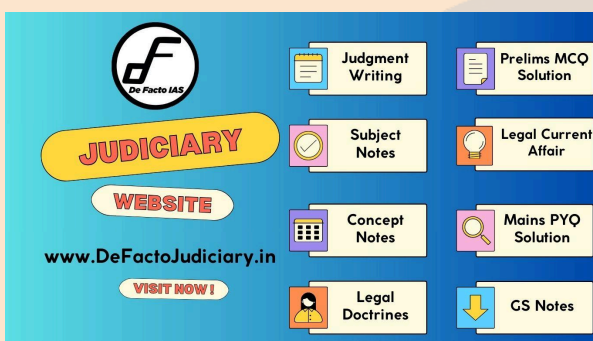 De Facto IAS
JUDICIARY
WEBSITE
www.DeFactoJudiciary.in
VISIT NOW!
Judgment
Writing
Subject
Notes
Concept
Notes
Legal
Doctrines
Prelims MCQ
Solution
Legal Current
Affair
Mains PYQ
Solution
GS Notes